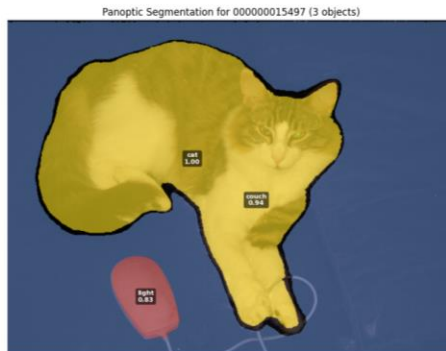 Panoptic Segmentation for 000000015497 (3 objects)
cat
1.00
couch
0.94
light
0.83